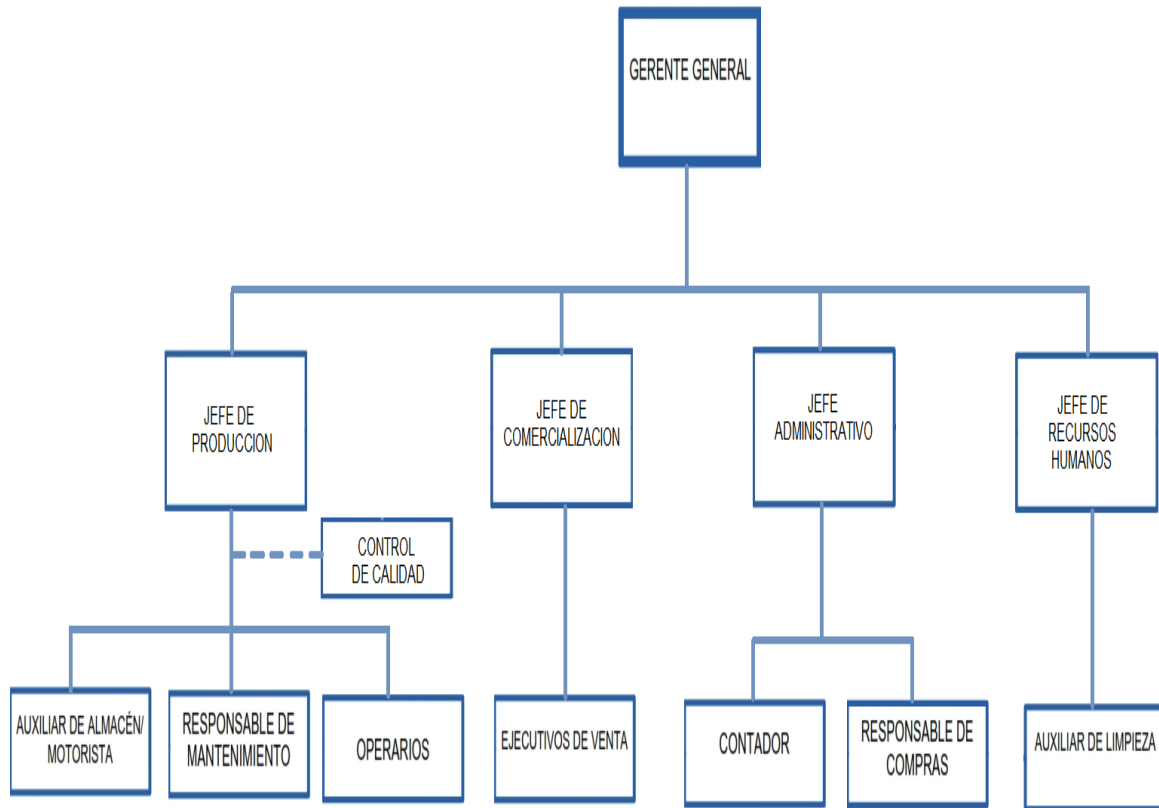 GERENTE GENERAL
JEFE DE
PRODUCCION
JEFE DE
COMERCIALIZACION
JEFE
ADMINISTRATIVO
JEFE DE
RECURSOS
HUMANOS
CONTROL
DE CALIDAD
AUXILIAR DE ALMACÉN/
MOTORISTA
RESPONSABLE DE
MANTENIMIENTO
OPERARIOS
EJECUTIVOS DE VENTA
CONTADOR
RESPONSABLE DE
COMPRAS
AUXILIAR DE LIMPIEZA